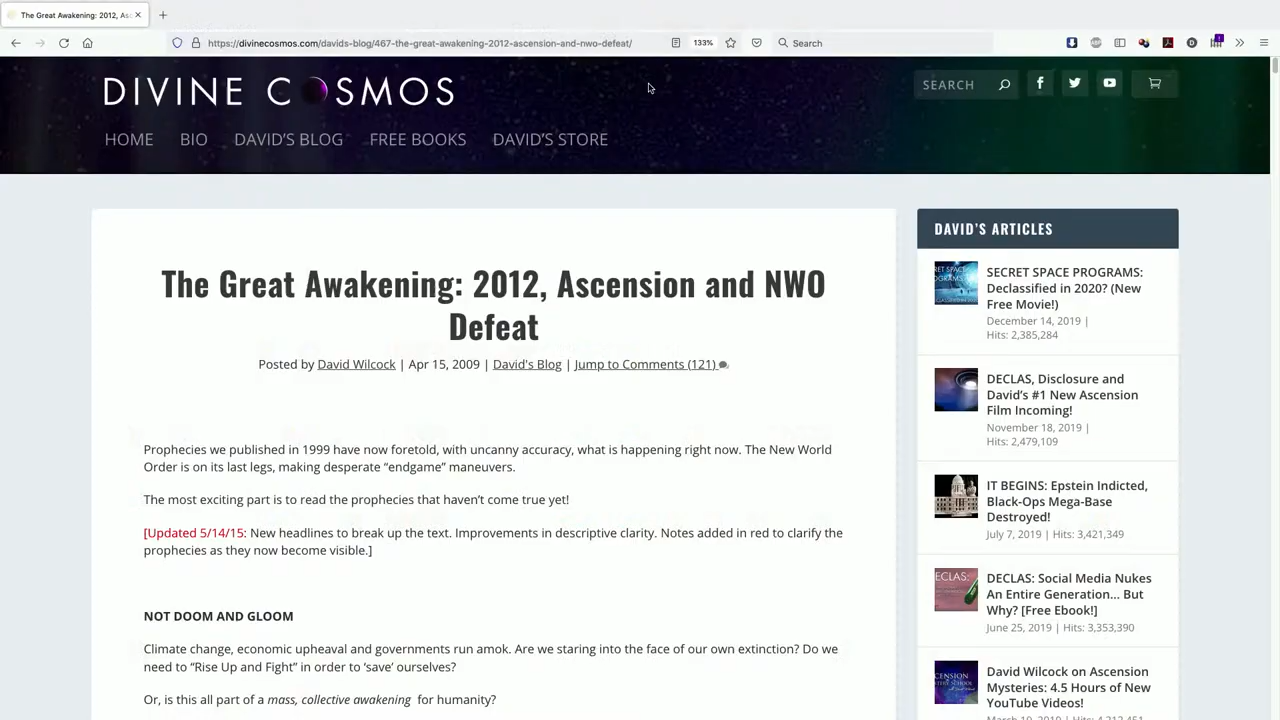 The Great Awakening: 2012, Asc
https://divinecosmos.com/davids-blog/467-the-great-awakening-2012-ascension-and-nwo-defeat/
133%
Search
DIVINE COSMOS
SEARCH
HOME
BIO
DAVID'S BLOG
FREE BOOKS
DAVID'S STORE
The Great Awakening: 2012, Ascension and NWO
Defeat
Posted by David Wilcock | Apr 15, 2009 | David's Blog | Jump to Comments (121)
Prophecies we published in 1999 have now foretold, with uncanny accuracy, what is happening right now. The New World
Order is on its last legs, making desperate “endgame” maneuvers.
The most exciting part is to read the prophecies that haven’t come true yet!
[Updated 5/14/15: New headlines to break up the text. Improvements in descriptive clarity. Notes added in red to clarify the
prophecies as they now become visible.]
NOT DOOM AND GLOOM
Climate change, economic upheaval and governments run amok. Are we staring into the face of our own extinction? Do we
need to “Rise Up and Fight” in order to ‘save’ ourselves?
Or, is this all part of a mass, collective awakening for humanity?
DAVID'S ARTICLES
SECRET SPACE PROGRAMS:
Declassified in 2020? (New
Free Movie!)
December 14, 2019 |
Hits: 2,385,284
DECLAS, Disclosure and
David’s #1 New Ascension
Film Incoming!
November 18, 2019 |
Hits: 2,479,109
IT BEGINS: Epstein Indicted,
Black-Ops Mega-Base
Destroyed!
July 7, 2019 | Hits: 3,421,349
DECLAS: Social Media Nukes
An Entire Generation… But
Why? [Free Ebook!]
June 25, 2019 | Hits: 3,353,390
David Wilcock on Ascension
Mysteries: 4.5 Hours of New
YouTube Videos!